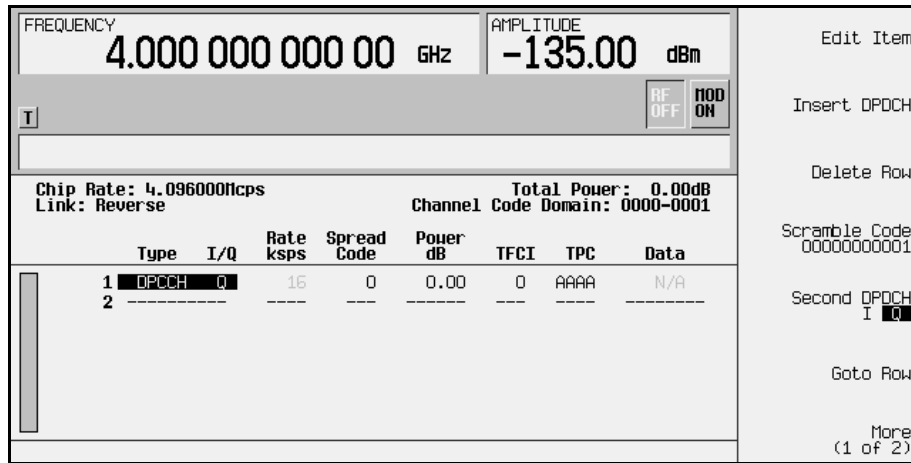 FREQUENCY
4.000 000 000 00 GHz
AMPLITUDE
-135.00 dBm
RF OFF
MOD ON
T
Chip Rate: 4.096000Mcps
Total Power: 0.00dB
Link: Reverse
Channel Code Domain: 0000-0001
Type I/Q Rate ksps Spread Code Power dB TFCI TPC Data
1 DPCCH Q 16 0 0.00 0 AAAA N/A
2 ---------- ---- --- ------ --- ---- --------
Edit Item
Insert DPDCH
Delete Row
Scramble Code
00000000001
Second DPDCH
I Q
Goto Row
More
(1 of 2)